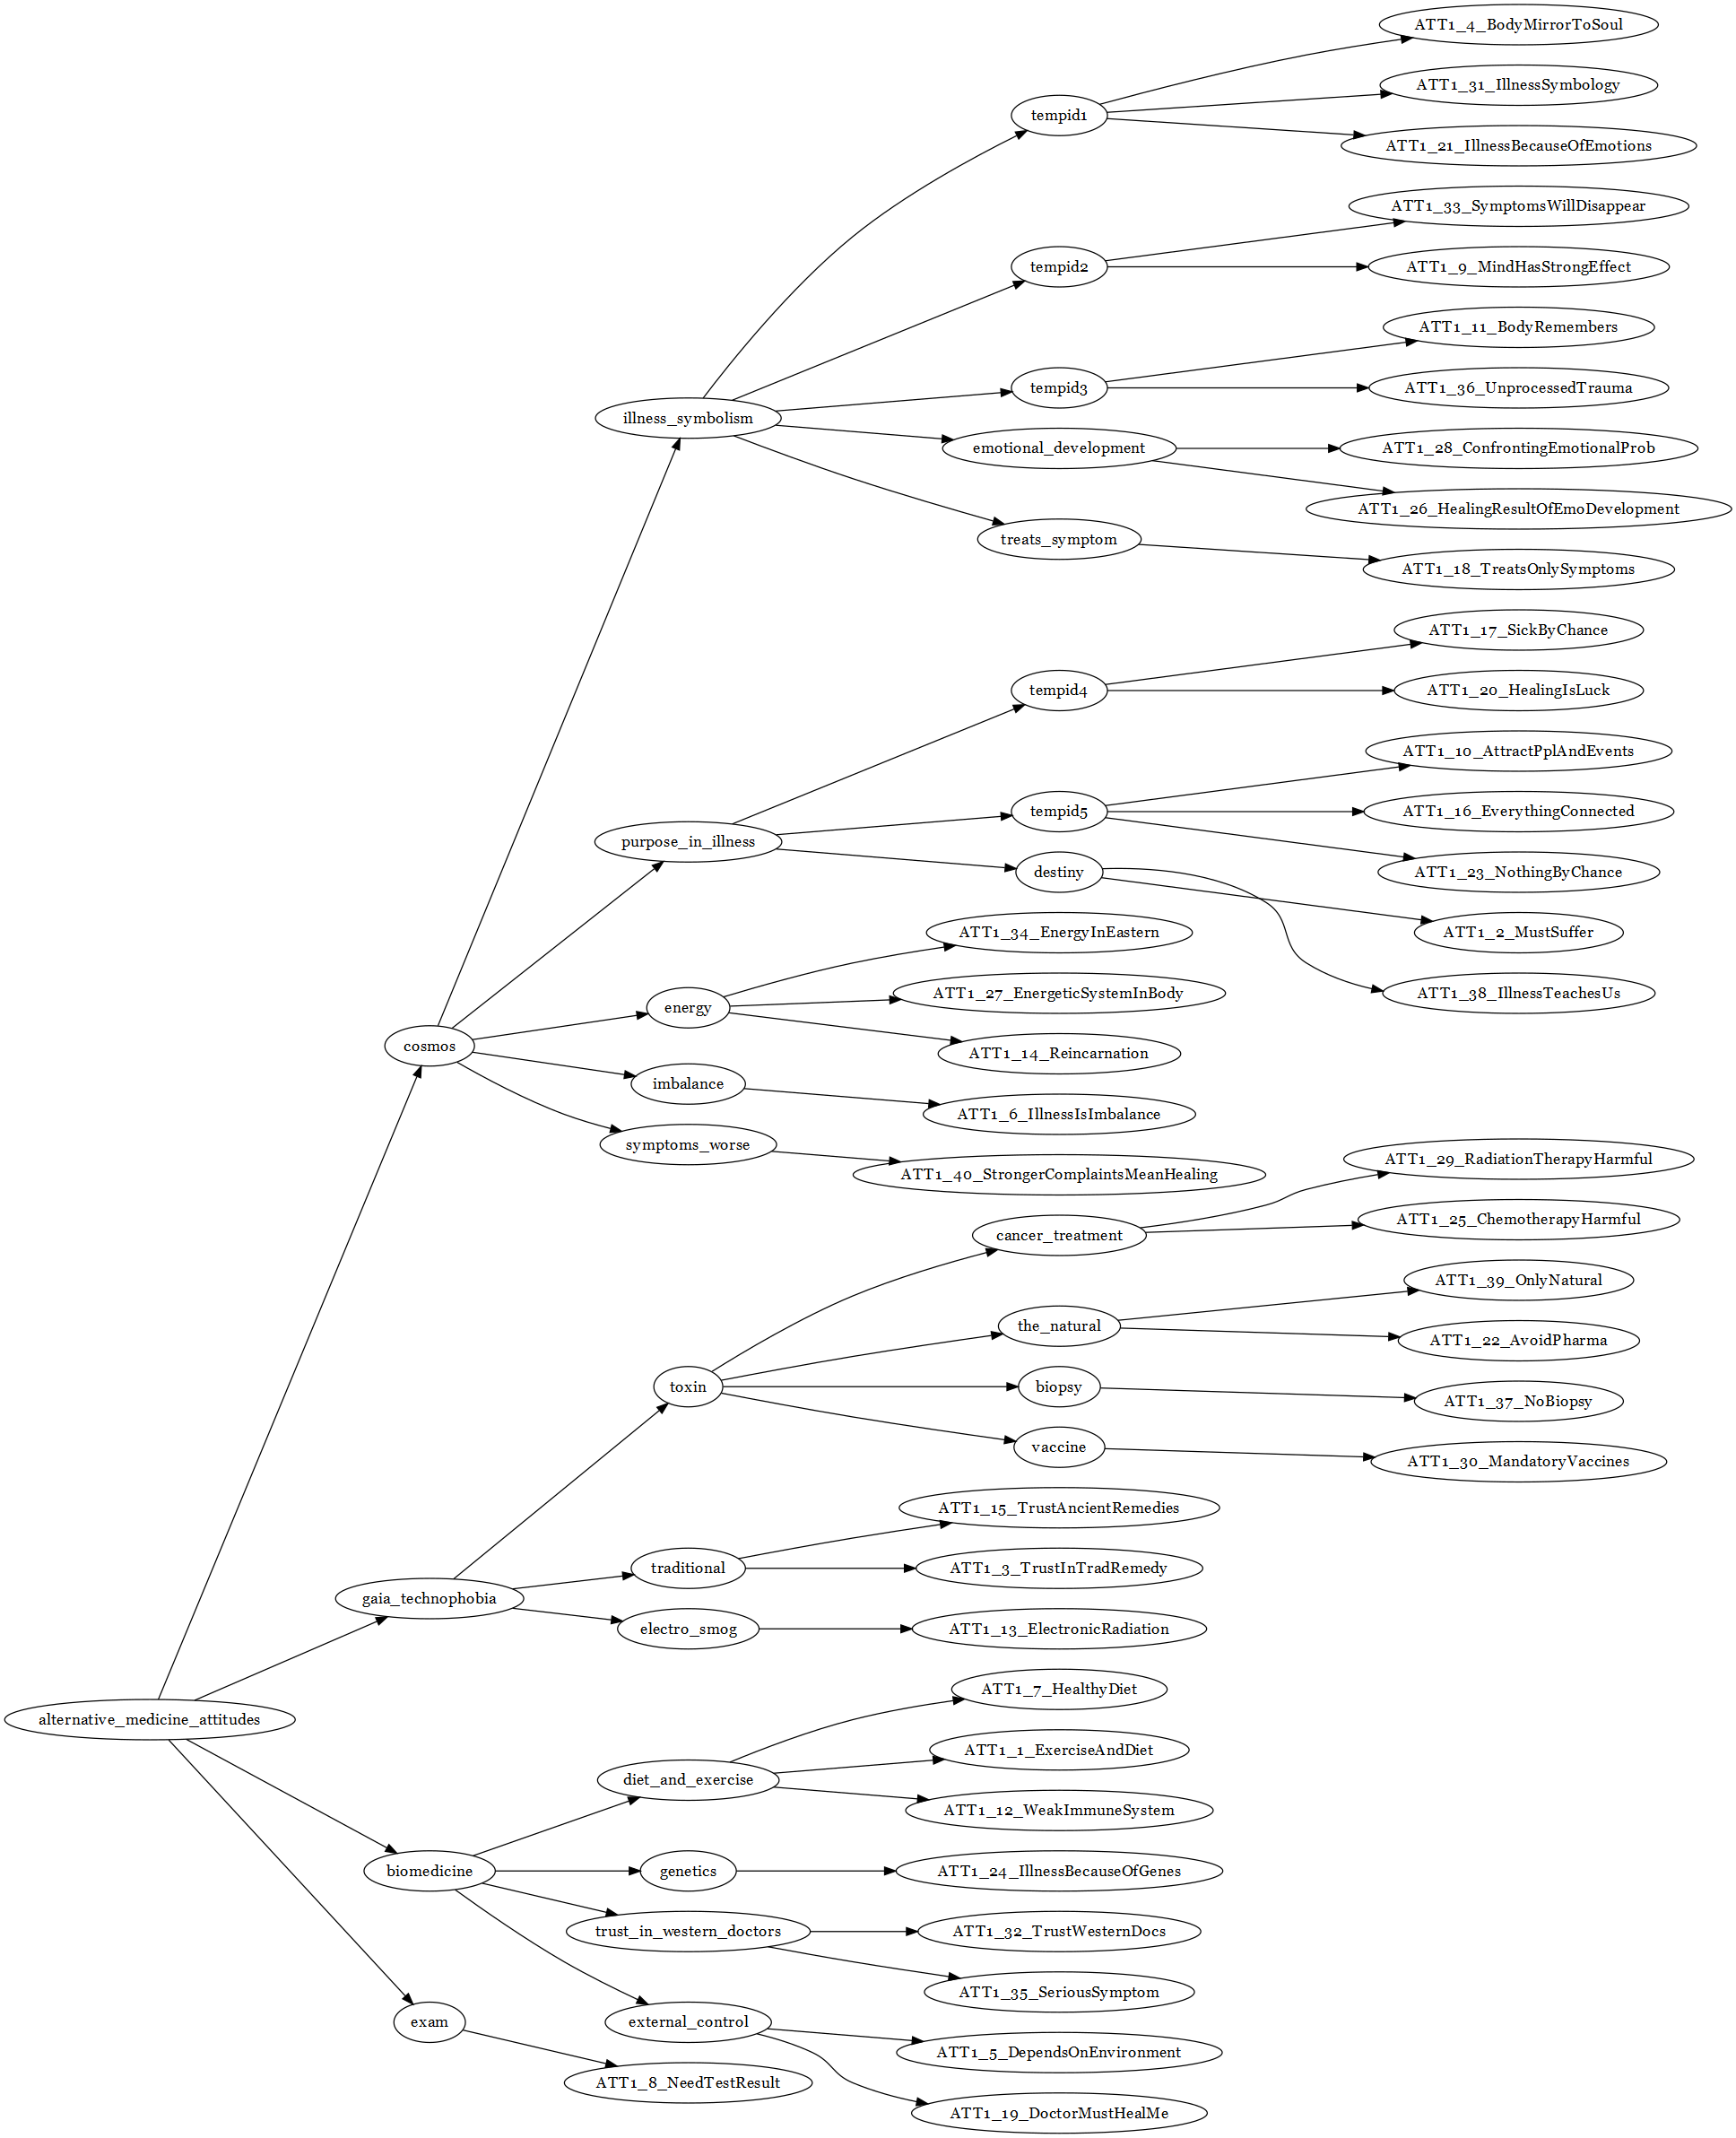 ATT1_4_BodyMirrorToSoul
ATT1_31_IllnessSymbology
tempid1
ATT1_21_IllnessBecauseOfEmotions
ATT1_33_SymptomsWillDisappear
tempid2
ATT1_9_MindHasStrongEffect
ATT1_11_BodyRemembers
tempid3
ATT1_36_UnprocessedTrauma
illness_symbolism
emotional_development
ATT1_28_ConfrontingEmotionalProb
ATT1_26_HealingResultOfEmoDevelopment
treats_symptom
ATT1_18_TreatsOnlySymptoms
ATT1_17_SickByChance
tempid4
ATT1_20_HealingIsLuck
ATT1_10_AttractPplAndEvents
tempid5
ATT1_16_EverythingConnected
purpose_in_illness
destiny
ATT1_23_NothingByChance
ATT1_34_EnergyInEastern
ATT1_2_MustSuffer
energy
ATT1_27_EnergeticSystemInBody
ATT1_38_IllnessTeachesUs
cosmos
ATT1_14_Reincarnation
imbalance
ATT1_6_IllnessIsImbalance
symptoms_worse
ATT1_29_RadiationTherapyHarmful
ATT1_40_StrongerComplaintsMeanHealing
ATT1_25_ChemotherapyHarmful
cancer_treatment
ATT1_39_OnlyNatural
the_natural
ATT1_22_AvoidPharma
toxin
biopsy
ATT1_37_NoBiopsy
vaccine
ATT1_30_MandatoryVaccines
ATT1_15_TrustAncientRemedies
traditional
ATT1_3_TrustInTradRemedy
gaia_technophobia
electro_smog
ATT1_13_ElectronicRadiation
ATT1_7_HealthyDiet
alternative_medicine_attitudes
ATT1_1_ExerciseAndDiet
diet_and_exercise
ATT1_12_WeakImmuneSystem
biomedicine
genetics
ATT1_24_IllnessBecauseOfGenes
trust_in_western_doctors
ATT1_32_TrustWesternDocs
ATT1_35_SeriousSymptom
exam
external_control
ATT1_5_DependsOnEnvironment
ATT1_8_NeedTestResult
ATT1_19_DoctorMustHealMe